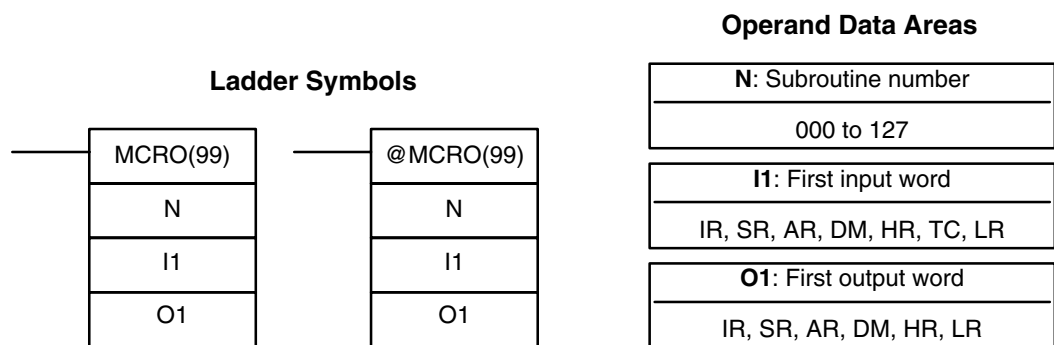 Operand Data Areas
Ladder Symbols
N: Subroutine number
000 to 127
I1: First input word
IR, SR, AR, DM, HR, TC, LR
O1: First output word
IR, SR, AR, DM, HR, LR
MCRO(99)
N
I1
O1
@MCRO(99)
N
I1
O1